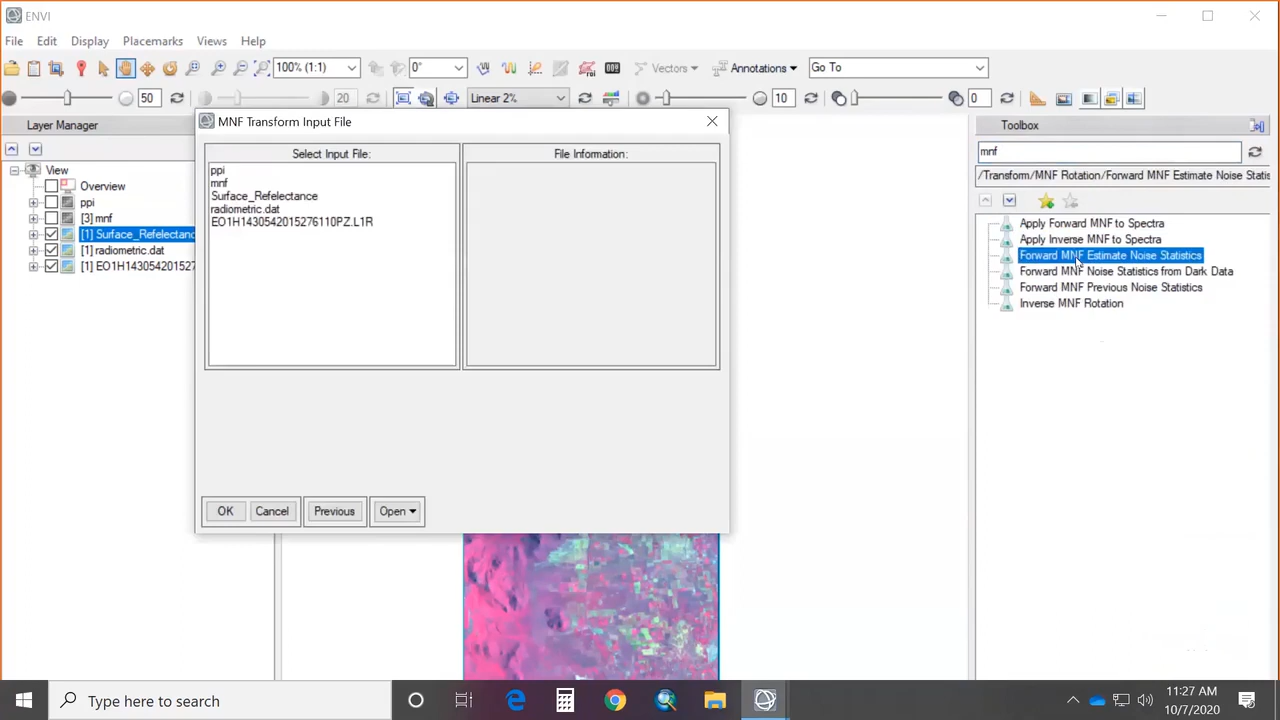 ENVI
File Edit Display Placemarks Views Help
100% (1:1) 0° Vectors Annotations Go To
50 20 Linear 2% 10 0
Layer Manager
View
Overview
ppi
[3] mnf
[1] Surface_Refelectanc
[1] radiometric.dat
[1] EO1H143054201527
MNF Transform Input File
Select Input File:
ppi
mnf
Surface_Refelectance
radiometric.dat
EO1H1430542015276110PZ.L1R
File Information:
OK Cancel Previous Open
Toolbox
mnf
/Transform/MNF Rotation/Forward MNF Estimate Noise Statis
Apply Forward MNF to Spectra
Apply Inverse MNF to Spectra
Forward MNF Estimate Noise Statistics
Forward MNF Noise Statistics from Dark Data
Forward MNF Previous Noise Statistics
Inverse MNF Rotation
Type here to search
11:27 AM
10/7/2020